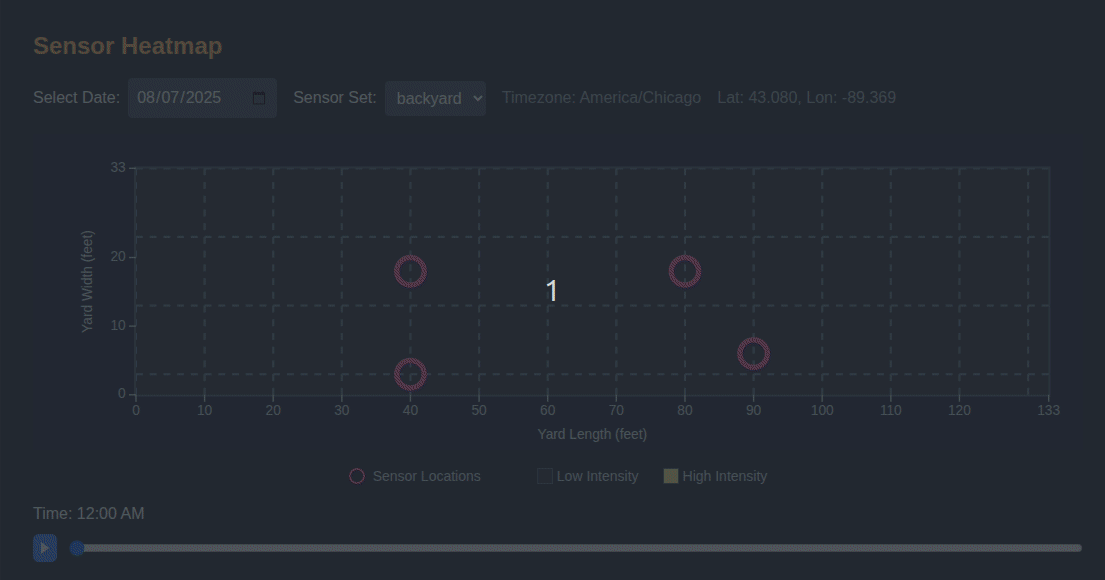 Sensor Heatmap
Select Date: 08/07/2025 Sensor Set: backyard Timezone: America/Chicago Lat: 43.080, Lon: -89.369
33
20
10
0
Yard Width (feet)
1
0 10 20 30 40 50 60 70 80 90 100 110 120 133
Yard Length (feet)
Sensor Locations Low Intensity High Intensity
Time: 12:00 AM